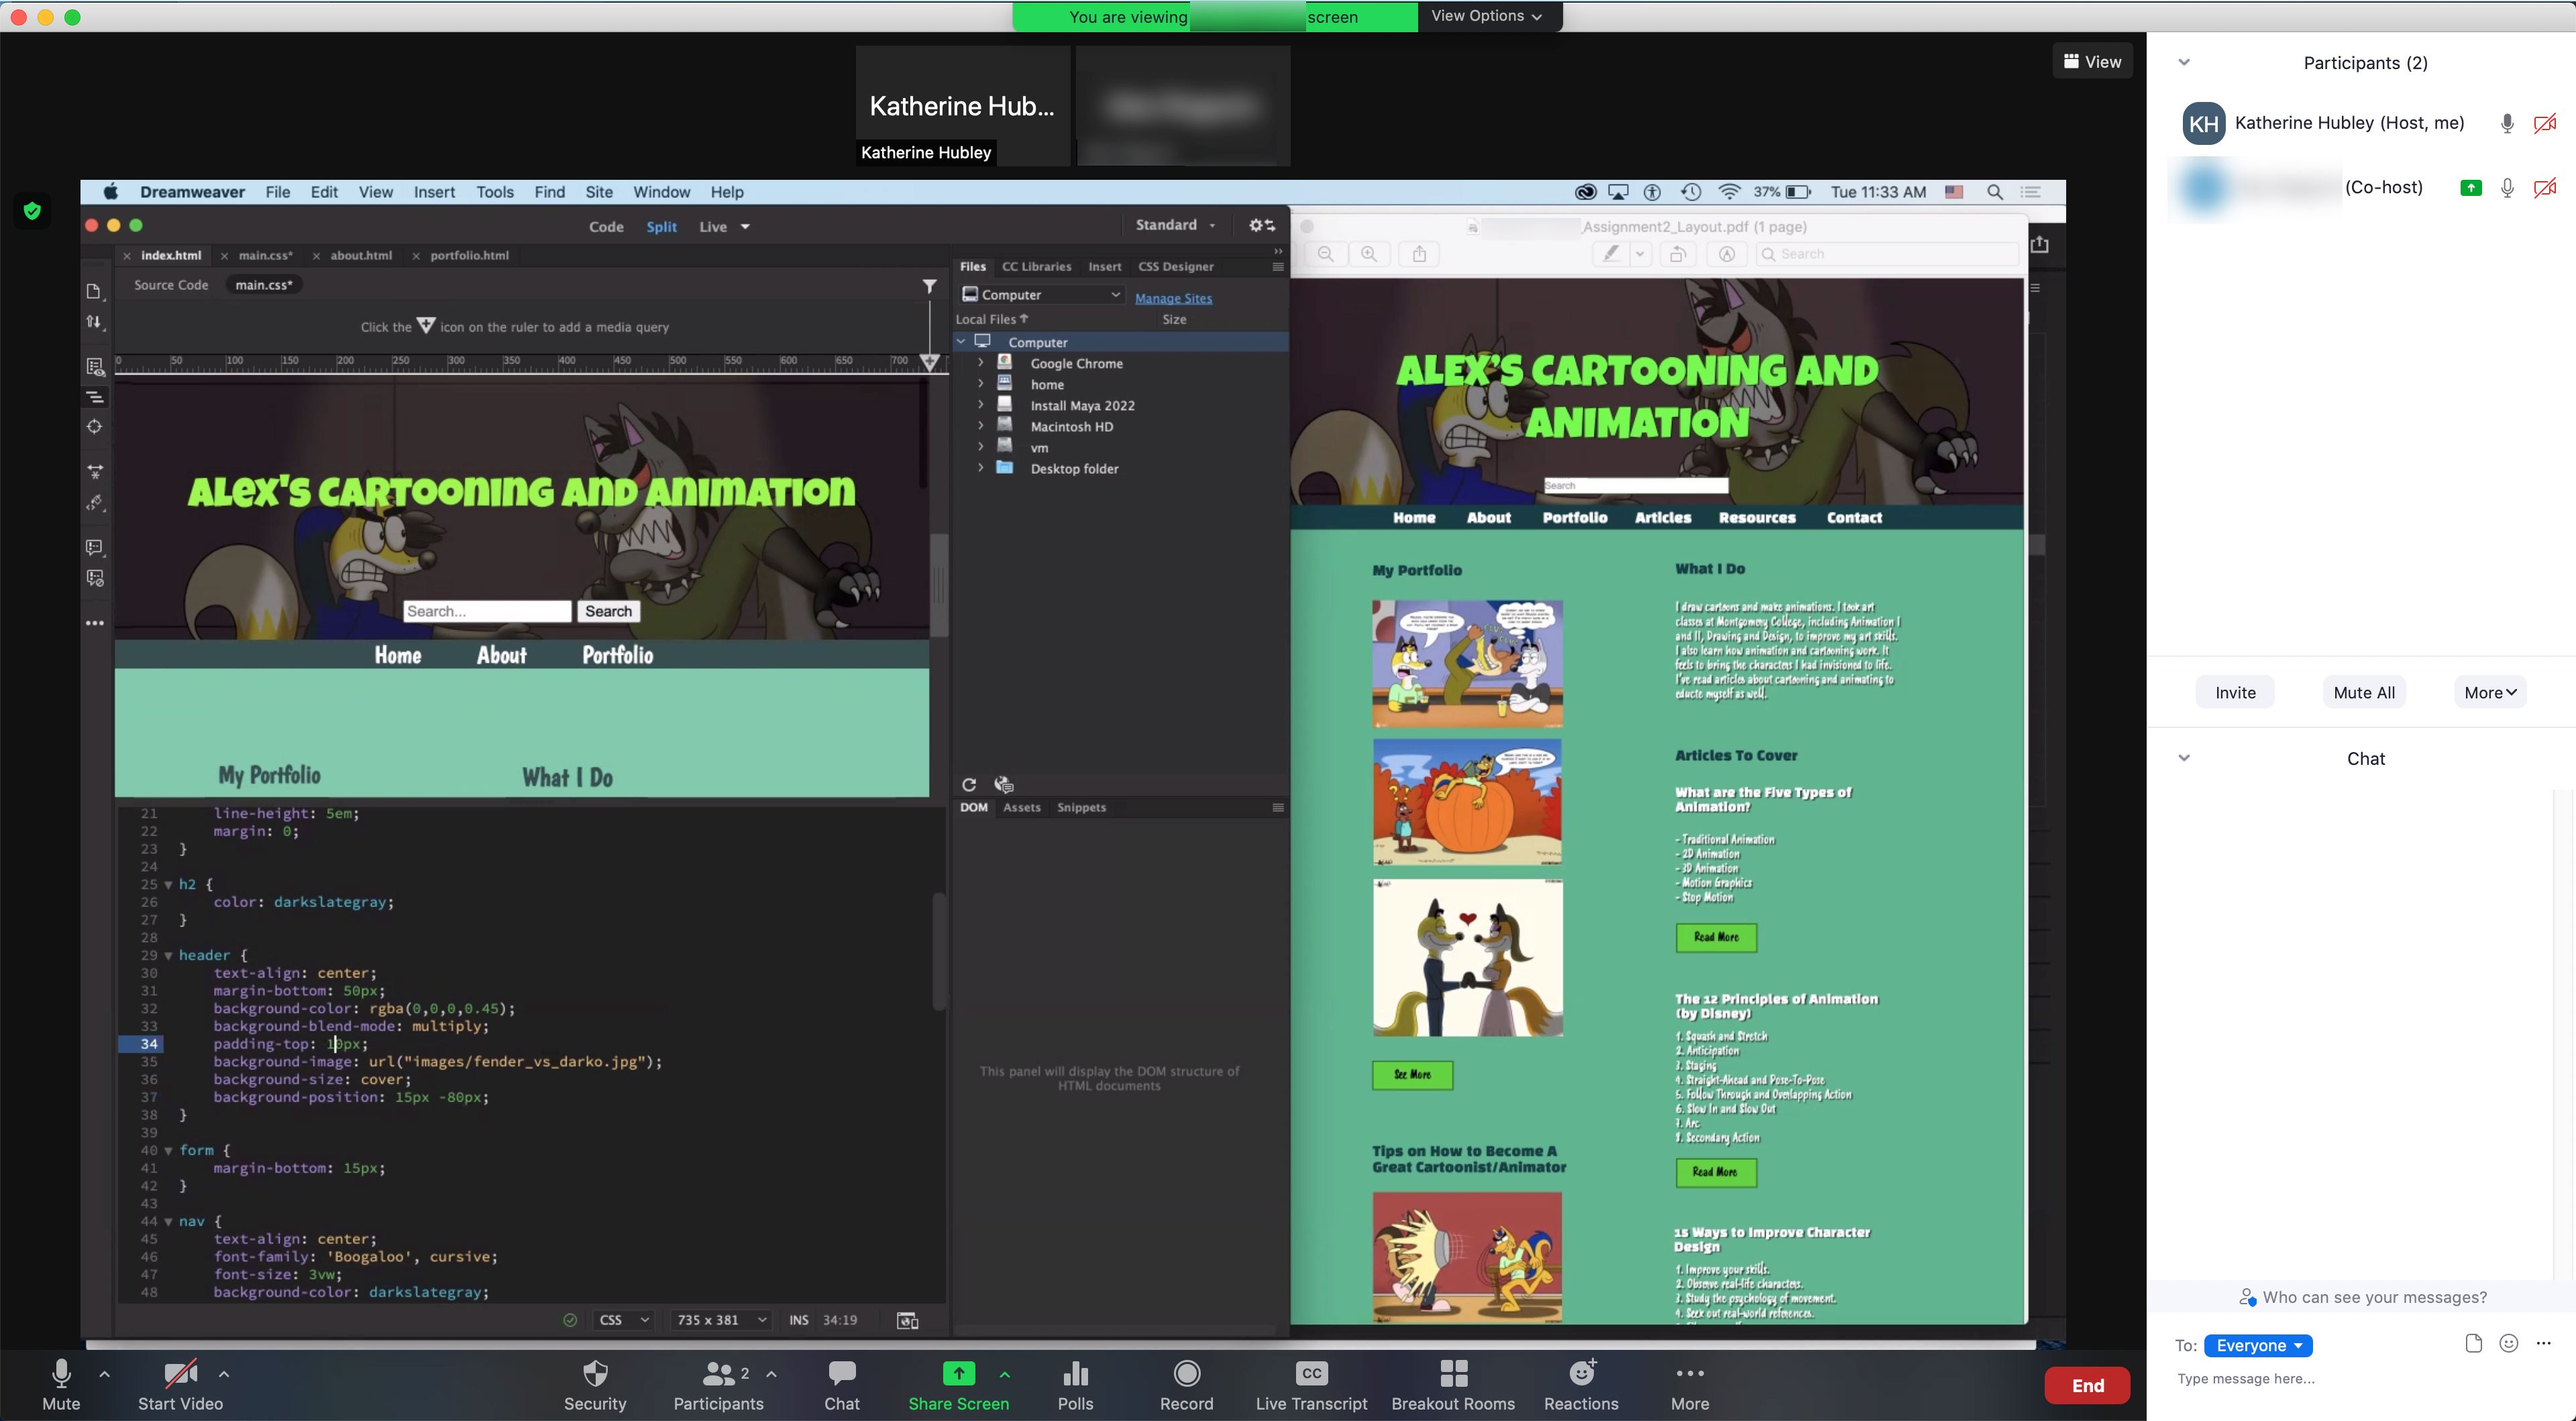 You are viewing
screen
View Options
View
Katherine Hub...
Katherine Hubley
Dreamweaver File Edit View Insert Tools Find Site Window Help
37% Tue 11:33 AM
Code Split Live
Standard
index.html main.css* about.html portfolio.html
Source Code main.css*
Click the icon on the ruler to add a media query
0 50 100 150 200 250 300 350 400 450 500 550 600 650 700
Alex's Cartooning and Animation
Search... Search
Home About Portfolio
My Portfolio What I Do
21 line-height: 5em;
22 margin: 0;
23 }
24
25 h2 {
26 color: darkslategray;
27 }
28
29 header {
30 text-align: center;
31 margin-bottom: 50px;
32 background-color: rgba(0,0,0,0.45);
33 background-blend-mode: multiply;
34 padding-top: 10px;
35 background-image: url("images/fender_vs_darko.jpg");
36 background-size: cover;
37 background-position: 15px -80px;
38 }
39
40 form {
41 margin-bottom: 15px;
42 }
43
44 nav {
45 text-align: center;
46 font-family: 'Boogaloo', cursive;
47 font-size: 3vw;
48 background-color: darkslategray;
CSS 735 x 381 INS 34:19
Files CC Libraries Insert CSS Designer
Computer Manage Sites
Local Files Size
Computer
Google Chrome
home
Install Maya 2022
Macintosh HD
vm
Desktop folder
DOM Assets Snippets
This panel will display the DOM structure of
HTML documents
_Assignment2_Layout.pdf (1 page)
Search
ALEX'S CARTOONING AND
ANIMATION
Search
Home About Portfolio Articles Resources Contact
My Portfolio
See More
Tips on How to Become A
Great Cartoonist/Animator
What I Do
I draw cartoons and make animations. I took art
classes at Montgomery College, including Animation I
and II, Drawing and Design, to improve my art skills.
I also learn how animation and cartooning work. It
feels to bring the characters I had invisioned to life.
I've read articles about cartooning and animating to
educte myself as well.
Articles To Cover
What are the Five Types of
Animation?
- Traditional Animation
- 2D Animation
- 3D Animation
- Motion Graphics
- Stop Motion
Read More
The 12 Principles of Animation
(by Disney)
1. Squash and Stretch
2. Anticipation
3. Staging
4. Straight-Ahead and Pose-To-Pose
5. Follow Through and Overlapping Action
6. Slow In and Slow Out
7. Arc
8. Secondary Action
Read More
15 Ways to Improve Character
Design
1. Improve your skills.
2. Observe real-life characters.
3. Study the psychology of movement.
4. Seek out real-world refrences.
Participants (2)
KH Katherine Hubley (Host, me)
(Co-host)
Invite Mute All More
Chat
Who can see your messages?
To: Everyone
Type message here...
Mute Start Video Security Participants 2 Chat Share Screen Polls Record CC Live Transcript Breakout Rooms Reactions More End